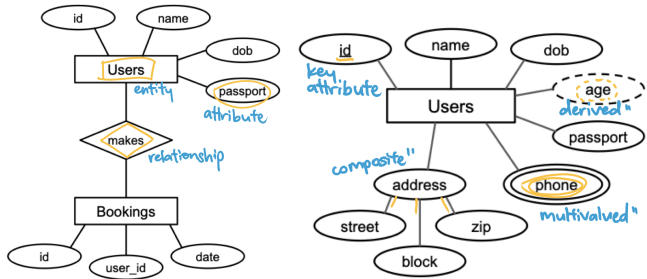 id
name
dob
Users
entity
passport
attribute
makes
relationship
Bookings
id
user_id
date
id
key
attribute
name
dob
age
derived"
Users
passport
composite"
address
phone
multivalued"
street
block
zip